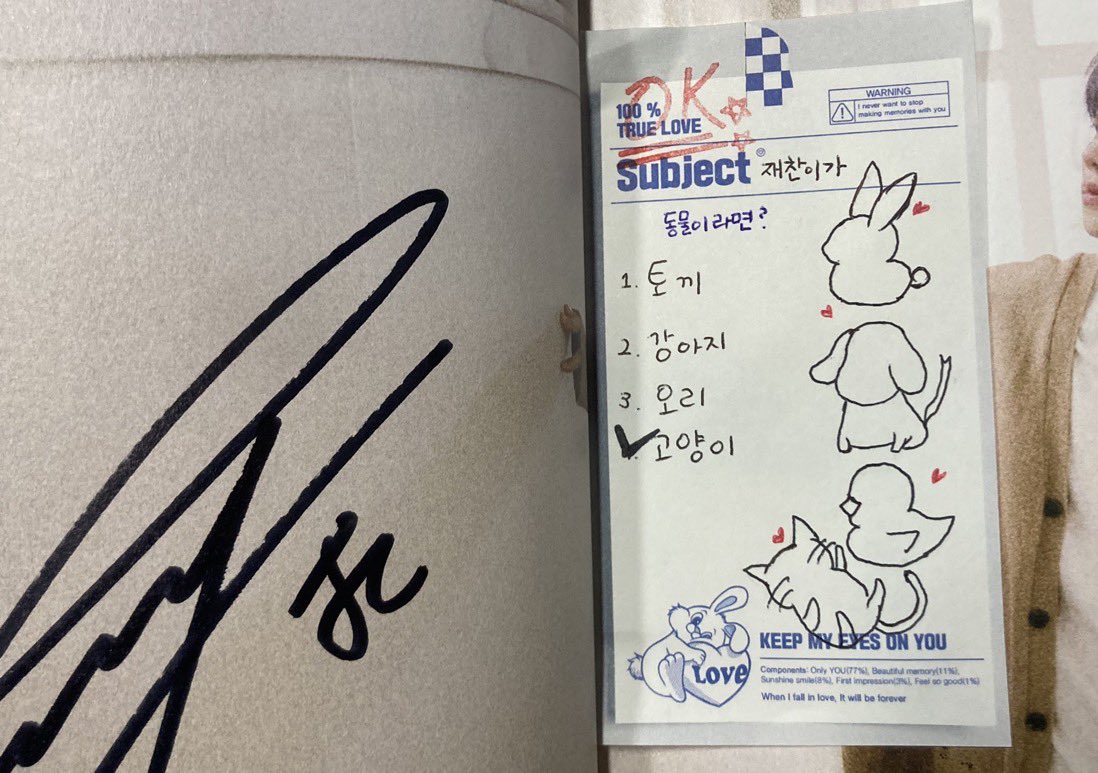 OK
100 %
TRUE LOVE
WARNING
I never want to stop
making memories with you
Subject 재찬이가
동물이라면?
1. 토끼
2. 강아지
3. 오리
고양이
Love
KEEP MY EYES ON YOU
Components: Only YOU(77%), Beautiful memory(11%),
Sunshine smile(8%), First impression(3%), Feel so good(1%)
When I fall in love, It will be forever